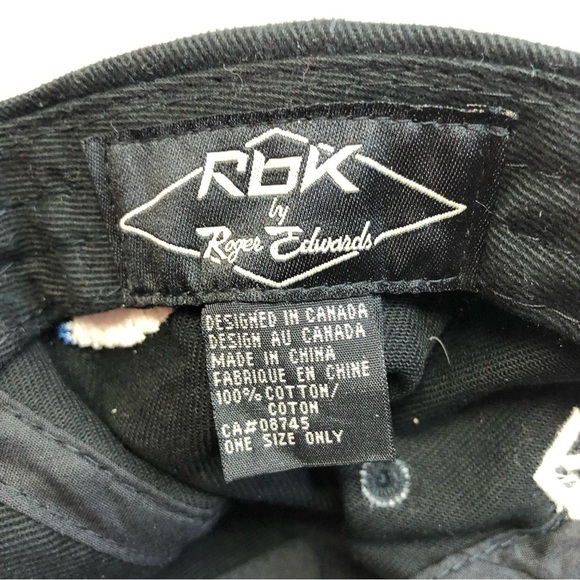 RbK
by
Roger Edwards
DESIGNED IN CANADA
DESIGN AU CANADA
MADE IN CHINA
FABRIQUE EN CHINE
100% COTTON/
COTON
CA#08745
ONE SIZE ONLY